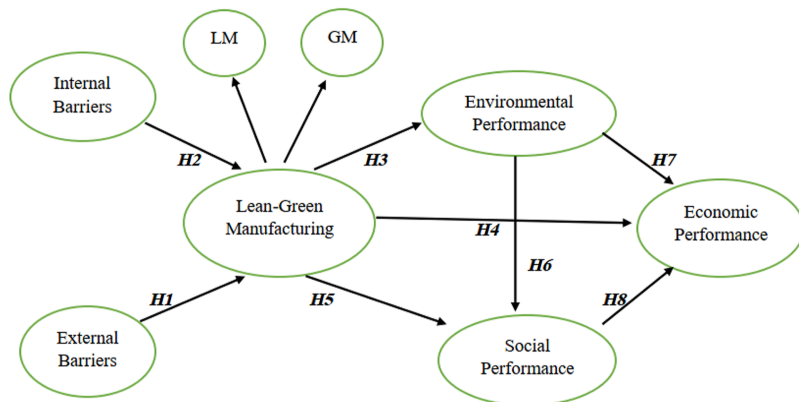 LM
GM
Internal
Barriers
Environmental
Performance
H2
H3
H7
Lean-Green
Manufacturing
Economic
Performance
H4
H6
H1
H5
H8
External
Barriers
Social
Performance